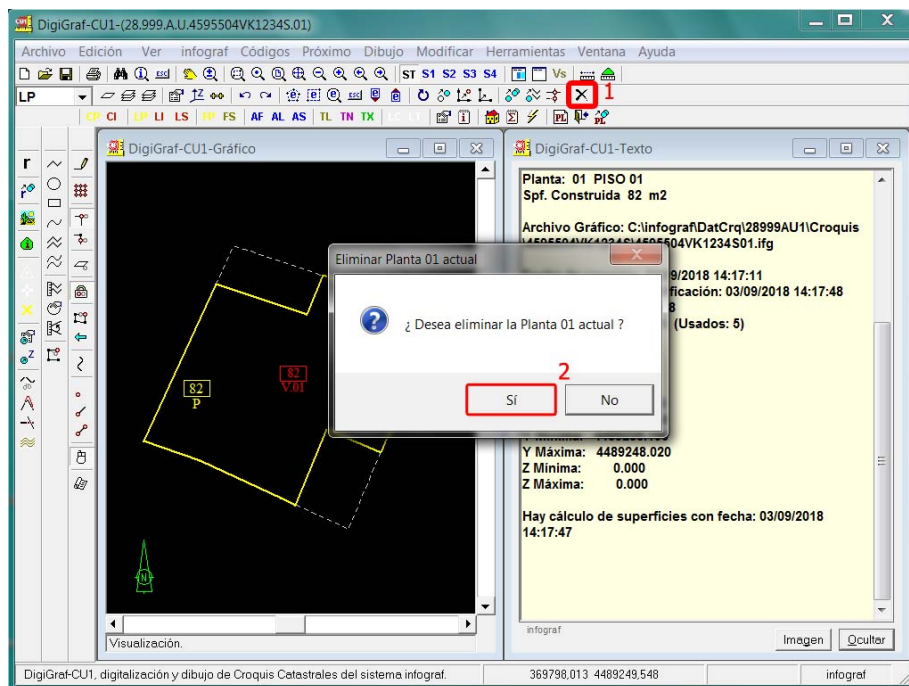 DigiGraf-CU1-(28.999.A.U.4595504VK1234S.01)
Archivo Edición Ver infograf Códigos Próximo Dibujo Modificar Herramientas Ventana Ayuda
ST S1 S2 S3 S4 Vs
LP
1
CP CI LP LI LS FP FS AF AL AS TL TN TX LC LY
DigiGraf-CU1-Gráfico
DigiGraf-CU1-Texto
Planta: 01 PISO 01
Spf. Construida 82 m2
Archivo Gráfico: C:\infograf\DatCrq\28999AU1\Croquis
\4595504VK1234S\4595504VK1234S01.ifg
Eliminar Planta 01 actual
9/2018 14:17:11
ficación: 03/09/2018 14:17:48
8
¿ Desea eliminar la Planta 01 actual ?
(Usados: 5)
82
P
82
V.01
2
Sí
No
Y Máxima: 4489248.020
Z Mínima: 0.000
Z Máxima: 0.000
Hay cálculo de superficies con fecha: 03/09/2018
14:17:47
N
infograf
Imagen
Ocultar
Visualización.
DigiGraf-CU1, digitalización y dibujo de Croquis Catastrales del sistema infograf.
369798,013 4489249,548
infograf